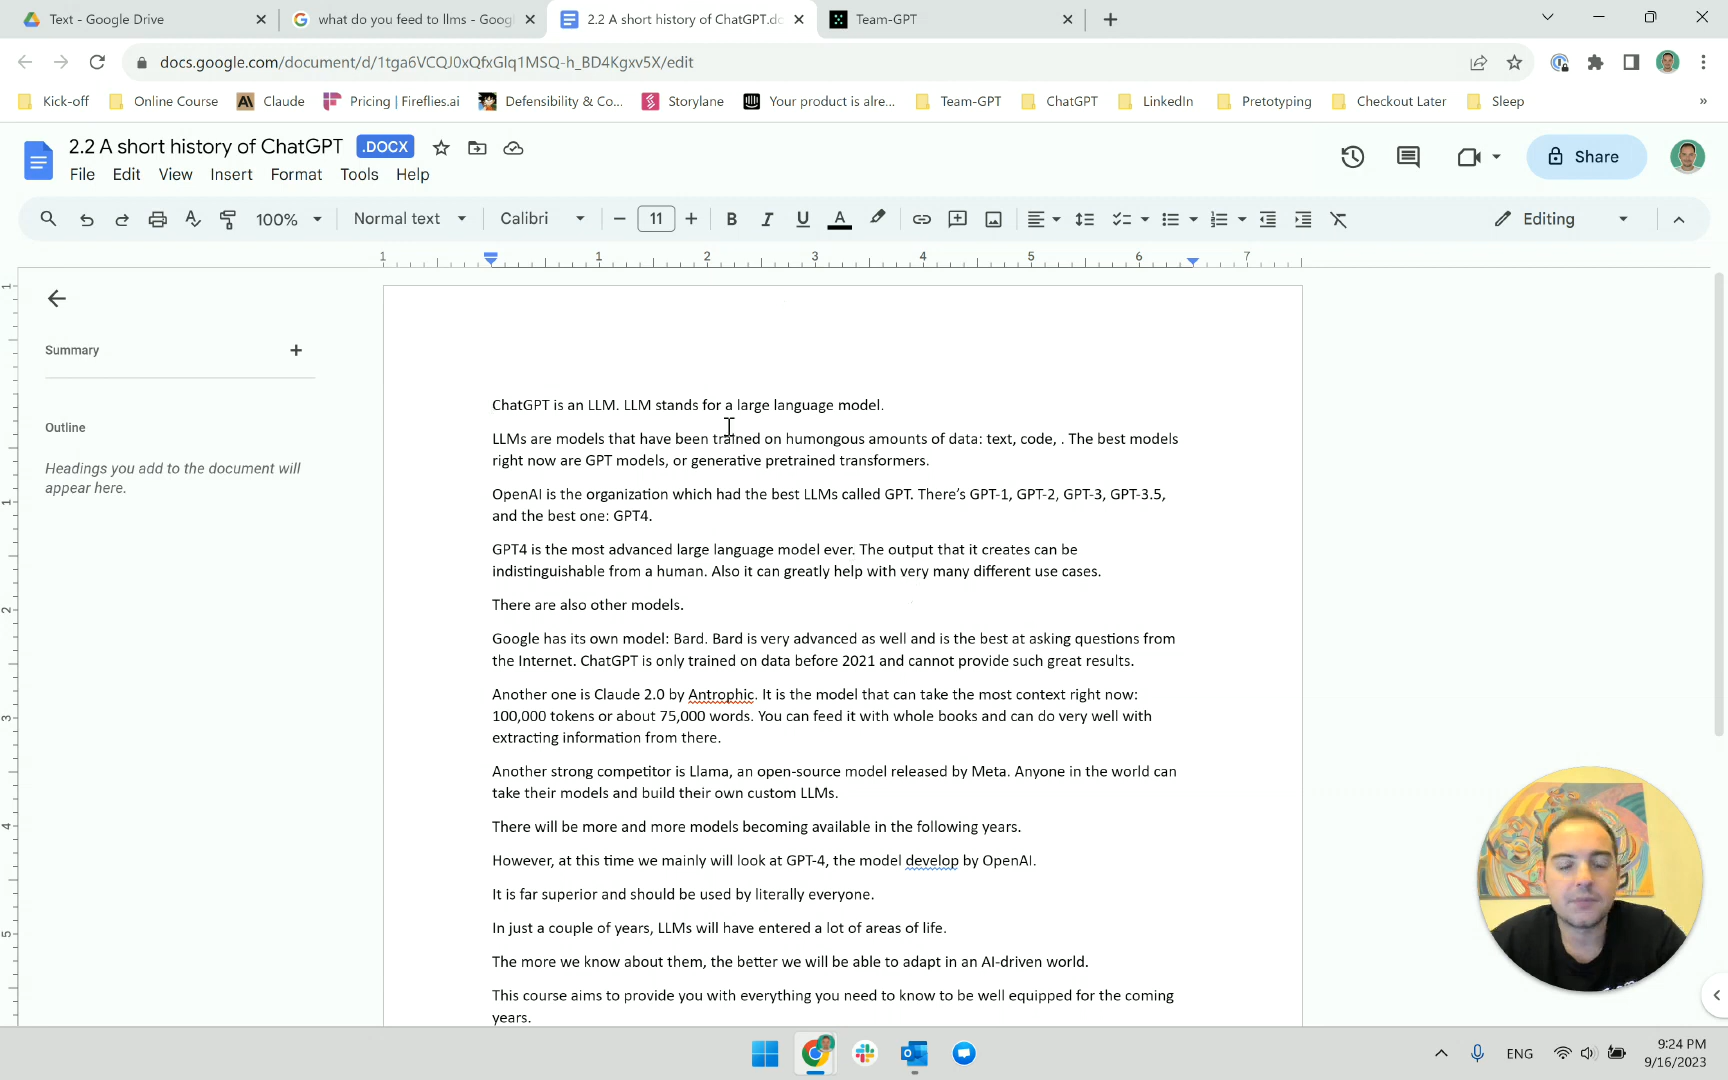 Text - Google Drive
what do you feed to llms - Goog
2.2 A short history of ChatGPT.do
Team-GPT
docs.google.com/document/d/1tga6VCQJ0xQfxGlq1MSQ-h_BD4Kgxv5X/edit
Kick-off Online Course Claude Pricing | Fireflies.ai Defensibility & Co... Storylane Your product is alre... Team-GPT ChatGPT LinkedIn Pretotyping Checkout Later Sleep »
2.2 A short history of ChatGPT .DOCX
File Edit View Insert Format Tools Help
Share
100% Normal text Calibri 11 B I U A Editing
1 1 2 3 4 5 6 7
1
1
2
3
4
5
Summary
Outline
Headings you add to the document will
appear here.
ChatGPT is an LLM. LLM stands for a large language model.
LLMs are models that have been trained on humongous amounts of data: text, code, . The best models
right now are GPT models, or generative pretrained transformers.
OpenAI is the organization which had the best LLMs called GPT. There’s GPT-1, GPT-2, GPT-3, GPT-3.5,
and the best one: GPT4.
GPT4 is the most advanced large language model ever. The output that it creates can be
indistinguishable from a human. Also it can greatly help with very many different use cases.
There are also other models.
Google has its own model: Bard. Bard is very advanced as well and is the best at asking questions from
the Internet. ChatGPT is only trained on data before 2021 and cannot provide such great results.
Another one is Claude 2.0 by Antrophic. It is the model that can take the most context right now:
100,000 tokens or about 75,000 words. You can feed it with whole books and can do very well with
extracting information from there.
Another strong competitor is Llama, an open-source model released by Meta. Anyone in the world can
take their models and build their own custom LLMs.
There will be more and more models becoming available in the following years.
However, at this time we mainly will look at GPT-4, the model develop by OpenAI.
It is far superior and should be used by literally everyone.
In just a couple of years, LLMs will have entered a lot of areas of life.
The more we know about them, the better we will be able to adapt in an AI-driven world.
This course aims to provide you with everything you need to know to be well equipped for the coming
years.
ENG
9:24 PM
9/16/2023